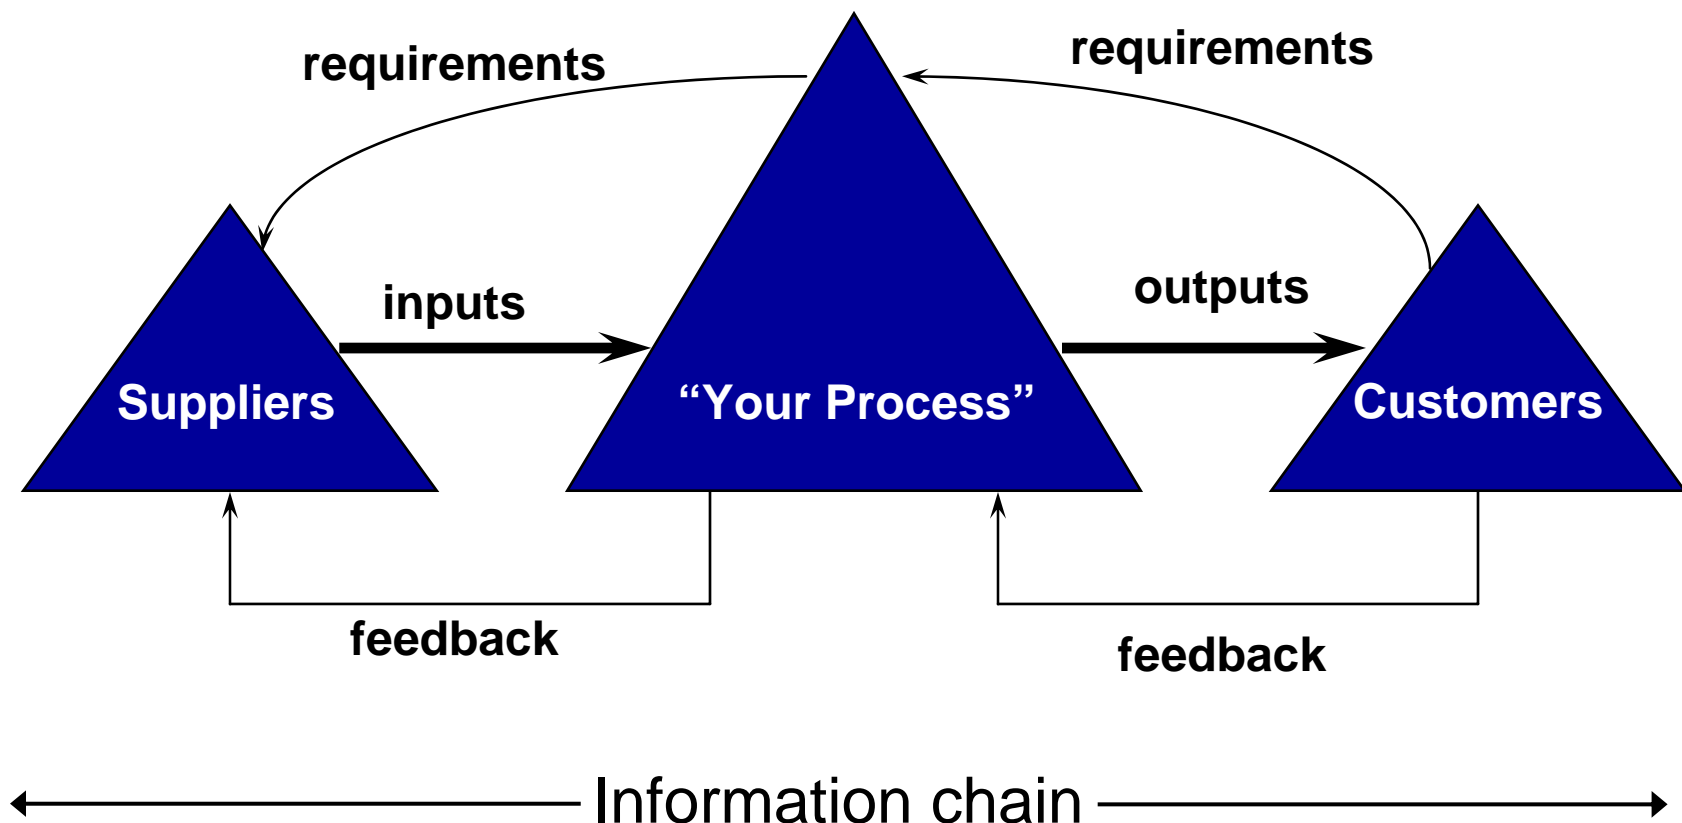 requirements
requirements
inputs
outputs
Suppliers
“Your Process”
Customers
feedback
feedback
Information chain